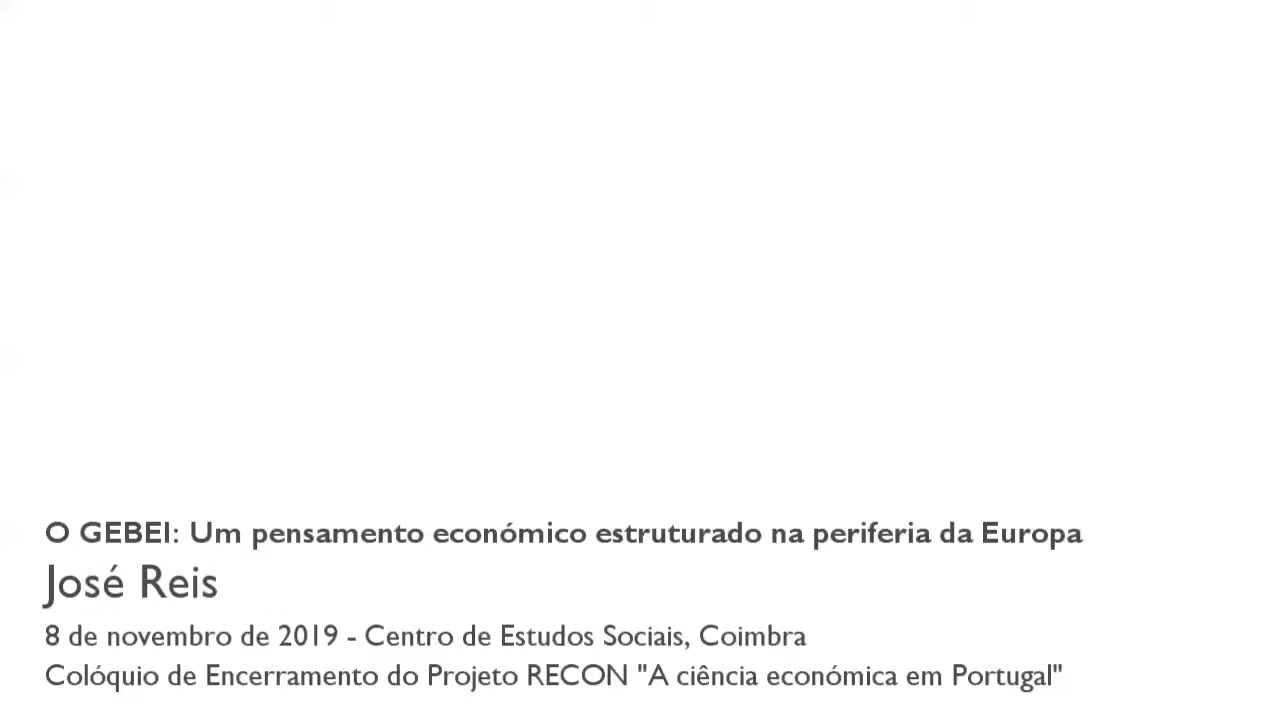 O GEBEI: Um pensamento económico estruturado na periferia da Europa
José Reis
8 de novembro de 2019 - Centro de Estudos Sociais, Coimbra
Colóquio de Encerramento do Projeto RECON "A ciência económica em Portugal"